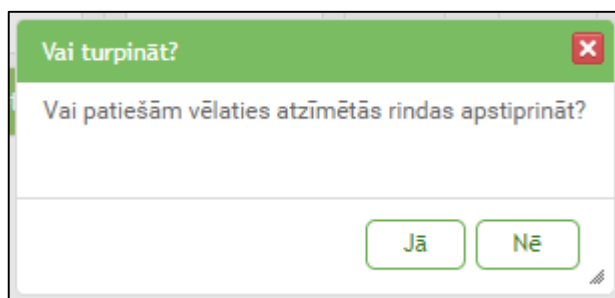 Vai turpināt?
Vai patiešām vēlaties atzīmētās rindas apstiprināt?
Jā
Nē